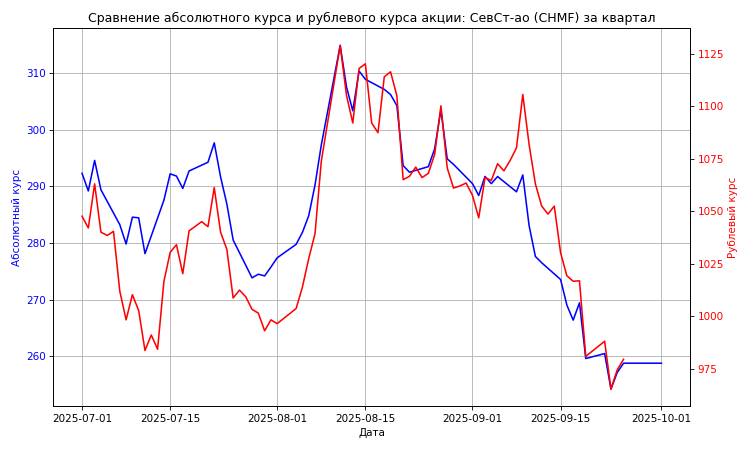 Сравнение абсолютного курса и рублевого курса акции: СевСт-ао (CHMF) за квартал
310
300
290
280
270
260
Абсолютный курс
1125
1100
1075
1050
1025
1000
975
Рублевый курс
2025-07-01 2025-07-15 2025-08-01 2025-08-15 2025-09-01 2025-09-15 2025-10-01
Дата